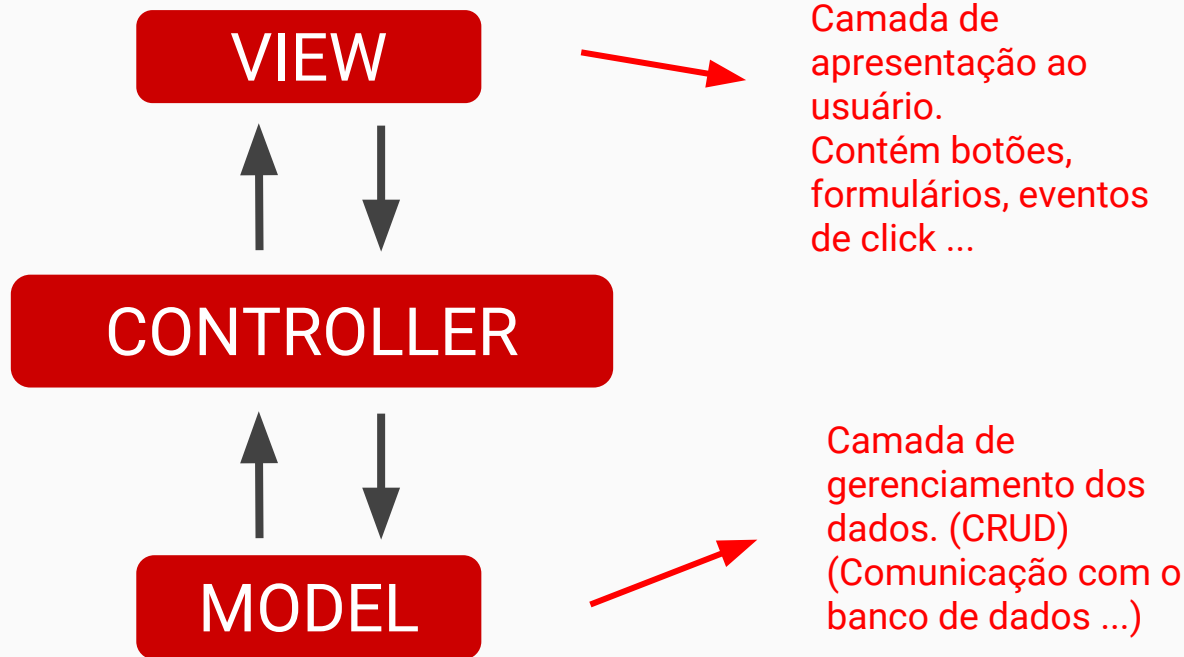 VIEW
Camada de
apresentação ao
usuário.
Contém botões,
formulários, eventos
de click ...
CONTROLLER
Camada de
gerenciamento dos
dados. (CRUD)
(Comunicação com o
banco de dados ...)
MODEL